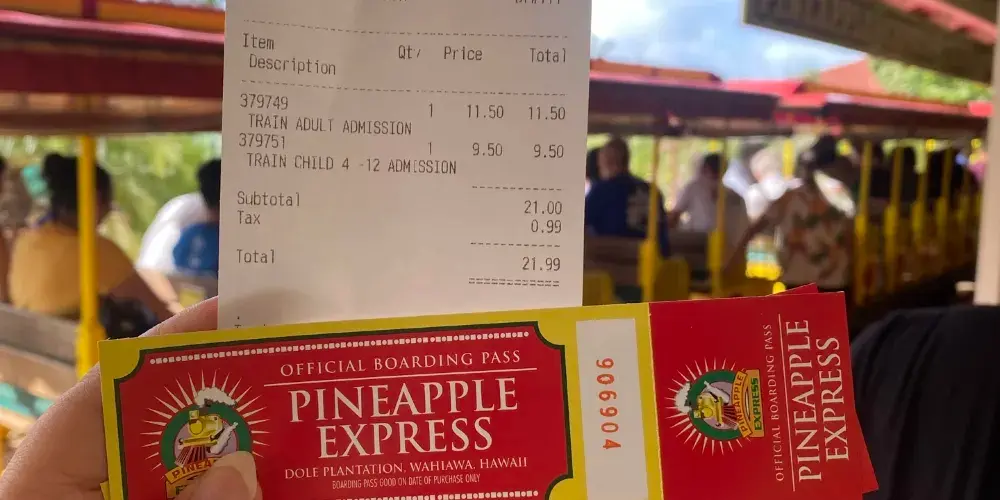 Item Qty Price Total
Description
379749 1 11.50 11.50
TRAIN ADULT ADMISSION
379751 1 9.50 9.50
TRAIN CHILD 4 -12 ADMISSION
Subtotal 21.00
Tax 0.99
Total 21.99
OFFICIAL BOARDING PASS
PINEAPPLE
EXPRESS
DOLE PLANTATION, WAHIAWA, HAWAII
BOARDING PASS GOOD ON DATE OF PURCHASE ONLY
906904
PINEAPPLE
EXPRESS
OFFICIAL BOARDING PASS
PINEAPPLE
EXPRESS